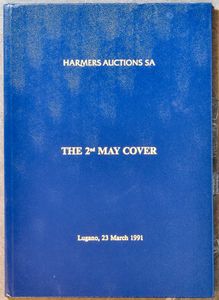 HARMERS AUCTIONS SA
THE 2nd MAY COVER
Lugano, 23 March 1991